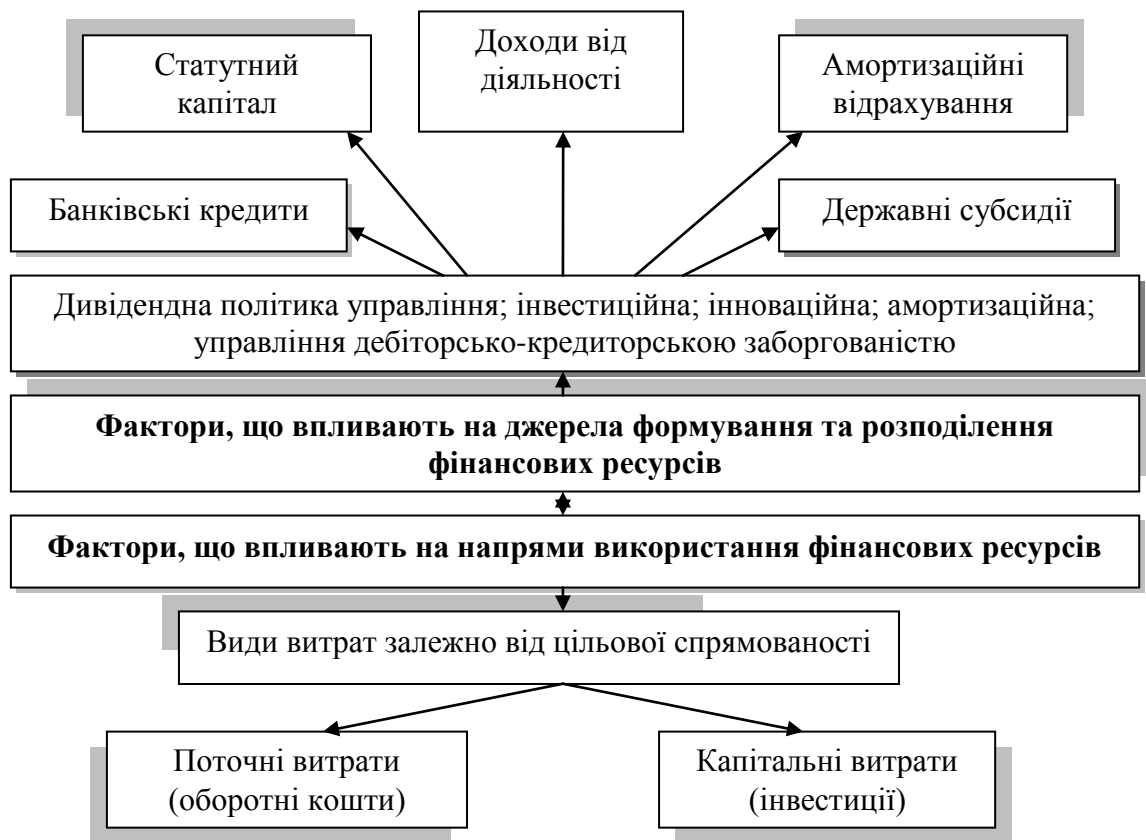 Статутний
капітал
Доходи від
діяльності
Амортизаційні
відрахування
Банківські кредити
Державні субсидії
Дивідендна політика управління; інвестиційна; інноваційна; амортизаційна;
управління дебіторсько-кредиторською заборгованістю
Фактори, що впливають на джерела формування та розподілення
фінансових ресурсів
Фактори, що впливають на напрями використання фінансових ресурсів
Види витрат залежно від цільової спрямованості
Поточні витрати
(оборотні кошти)
Капітальні витрати
(інвестиції)